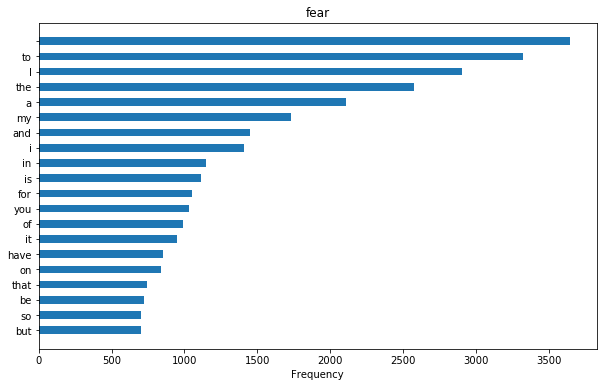 fear
to
I
the
a
my
and
i
in
is
for
you
of
it
have
on
that
be
so
but
0 500 1000 1500 2000 2500 3000 3500
Frequency